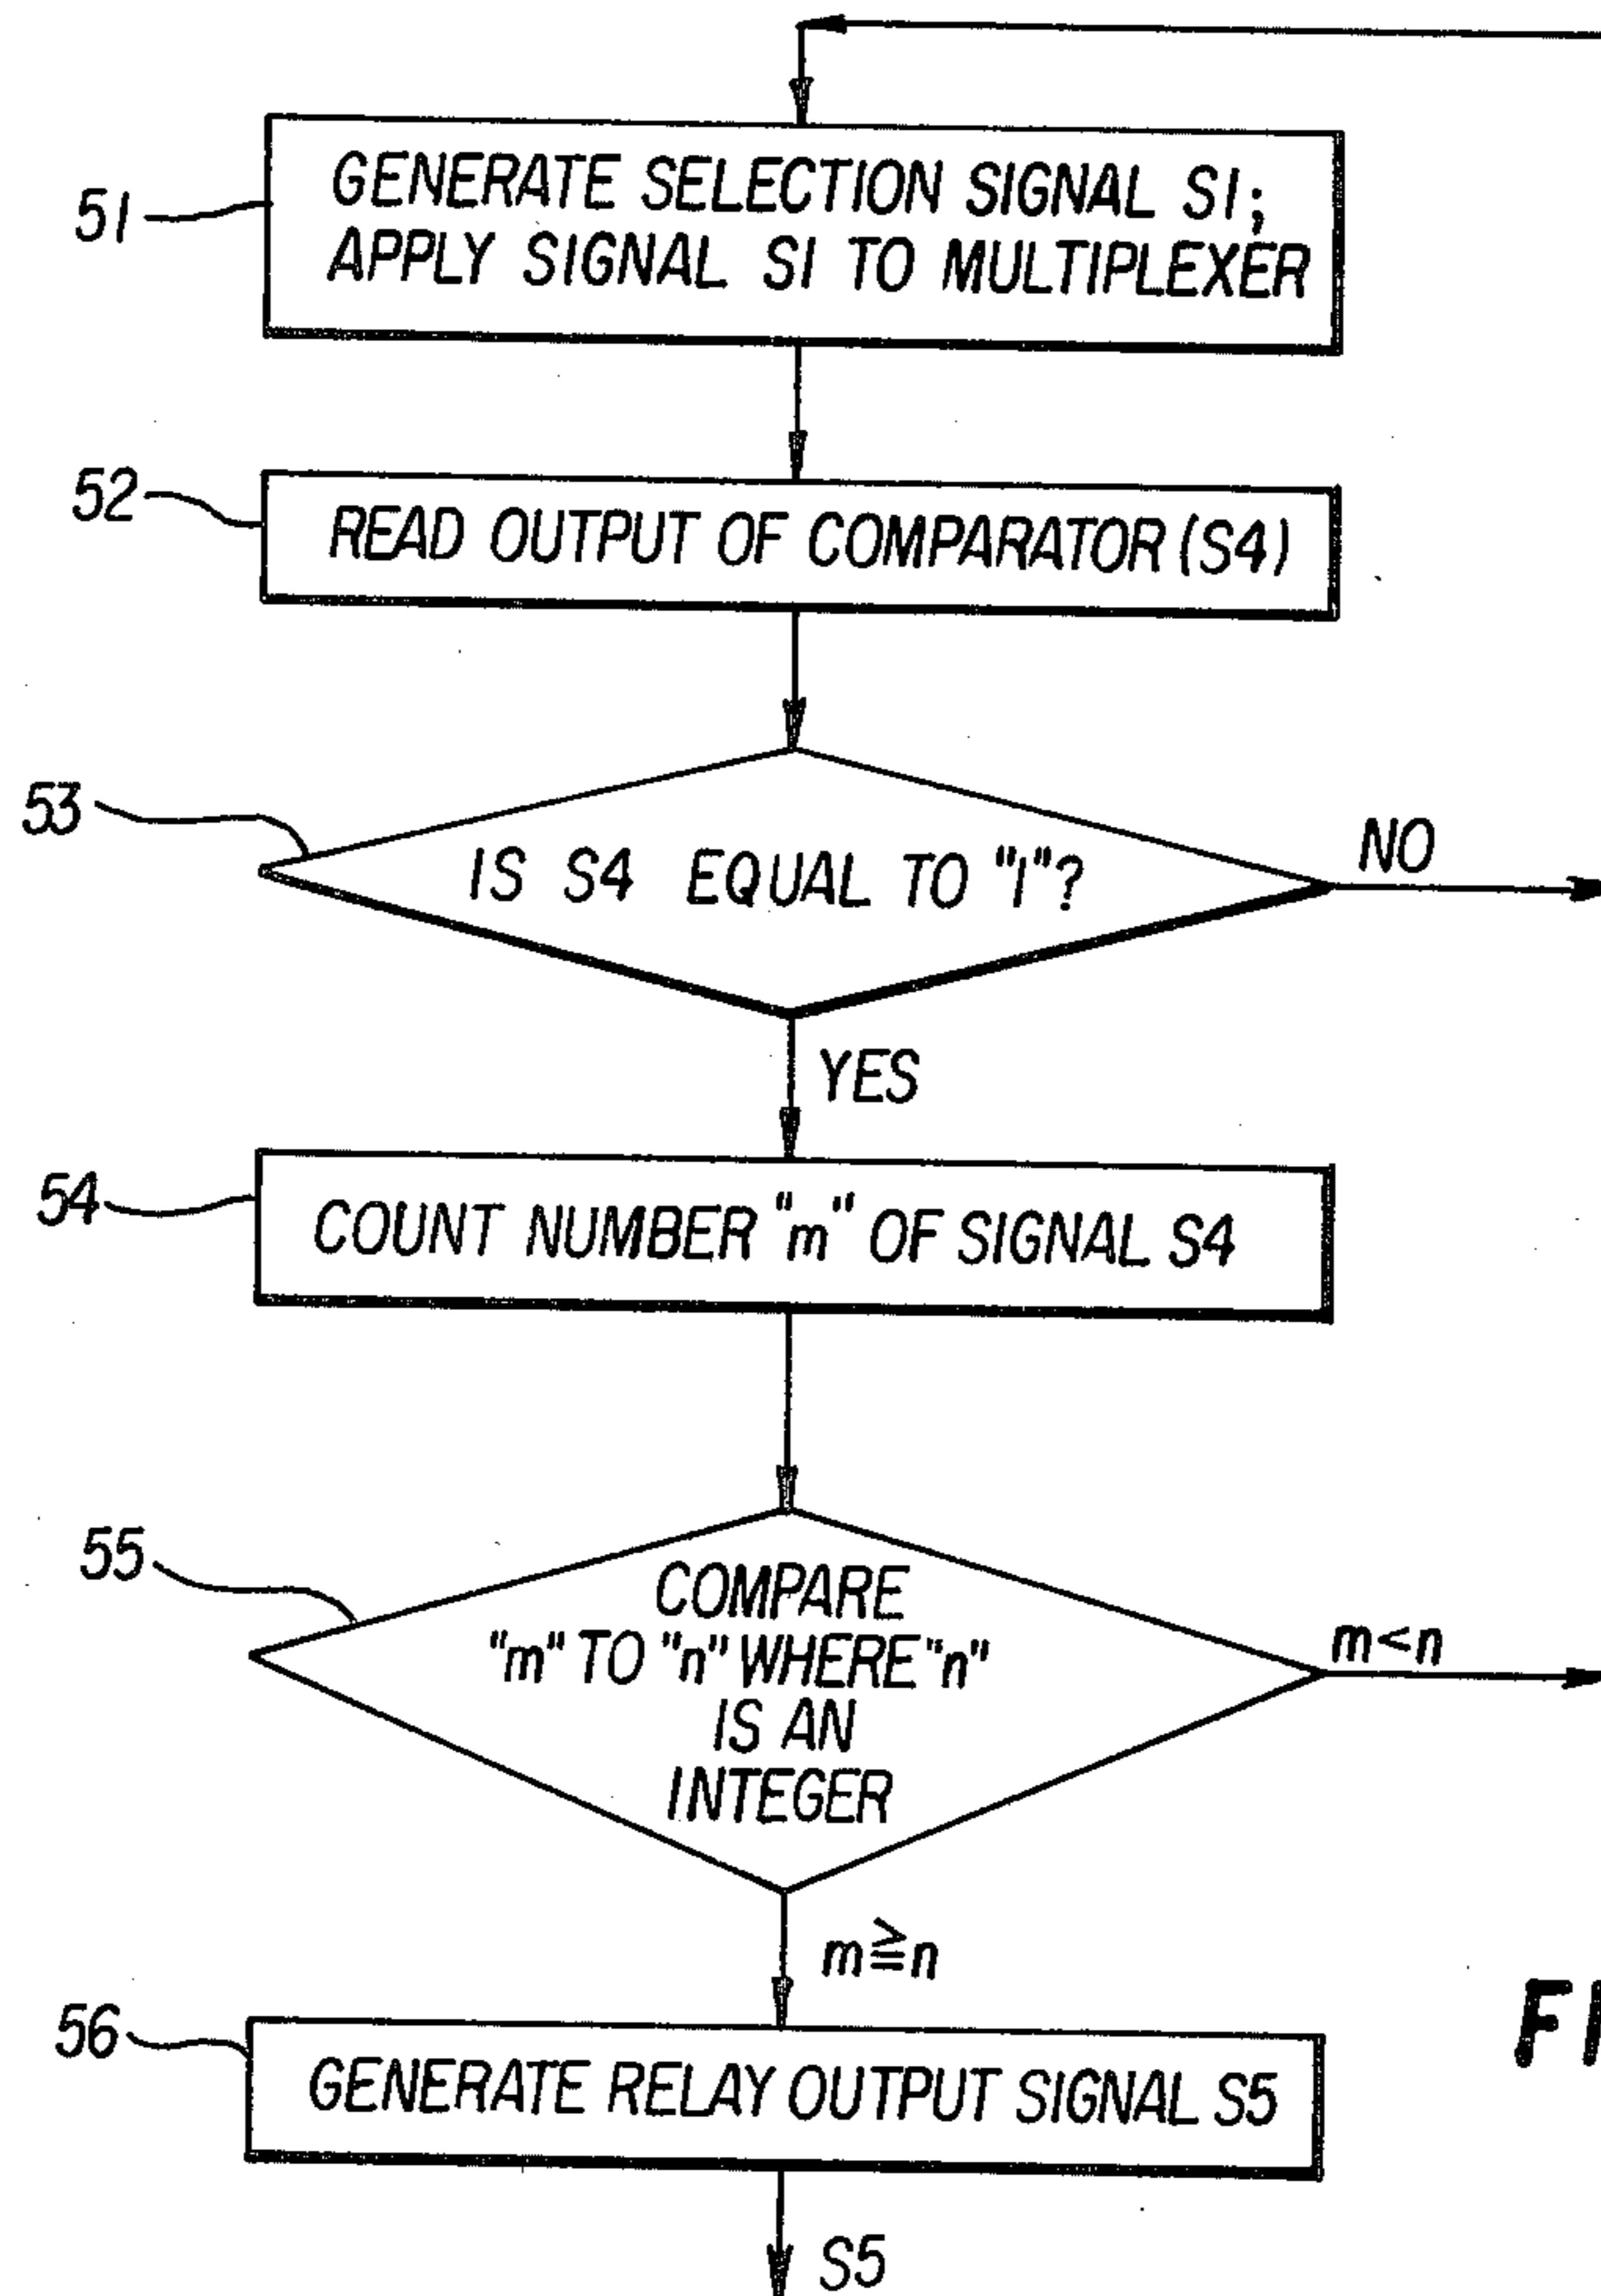 51
GENERATE SELECTION SIGNAL S1;
APPLY SIGNAL S1 TO MULTIPLEXER
52
READ OUTPUT OF COMPARATOR (S4)
53
IS S4 EQUAL TO "1"?
NO
YES
54
COUNT NUMBER "m" OF SIGNAL S4
55
COMPARE
"m" TO "n" WHERE "n"
IS AN
INTEGER
m<n
m≧n
56
GENERATE RELAY OUTPUT SIGNAL S5
S5